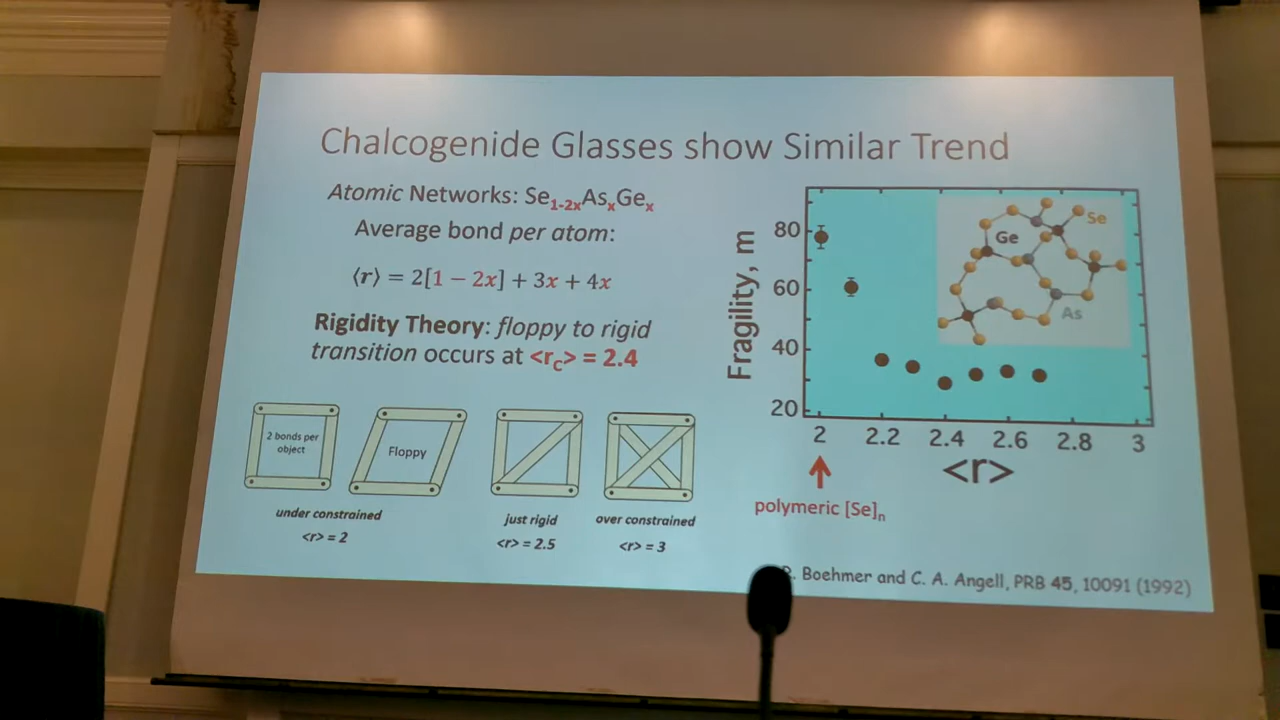 Chalcogenide Glasses show Similar Trend
Atomic Networks: Se1-2xAsxGex
Average bond per atom:
⟨r⟩ = 2[1 − 2x] + 3x + 4x
Rigidity Theory: floppy to rigid
transition occurs at <rc> = 2.4
2 bonds per
object
Floppy
under constrained
<r> = 2
just rigid
<r> = 2.5
over constrained
<r> = 3
Fragility, m
80
60
40
20
2 2.2 2.4 2.6 2.8 3
<r>
Se
Ge
As
polymeric [Se]n
. Boehmer and C. A. Angell, PRB 45, 10091 (1992)